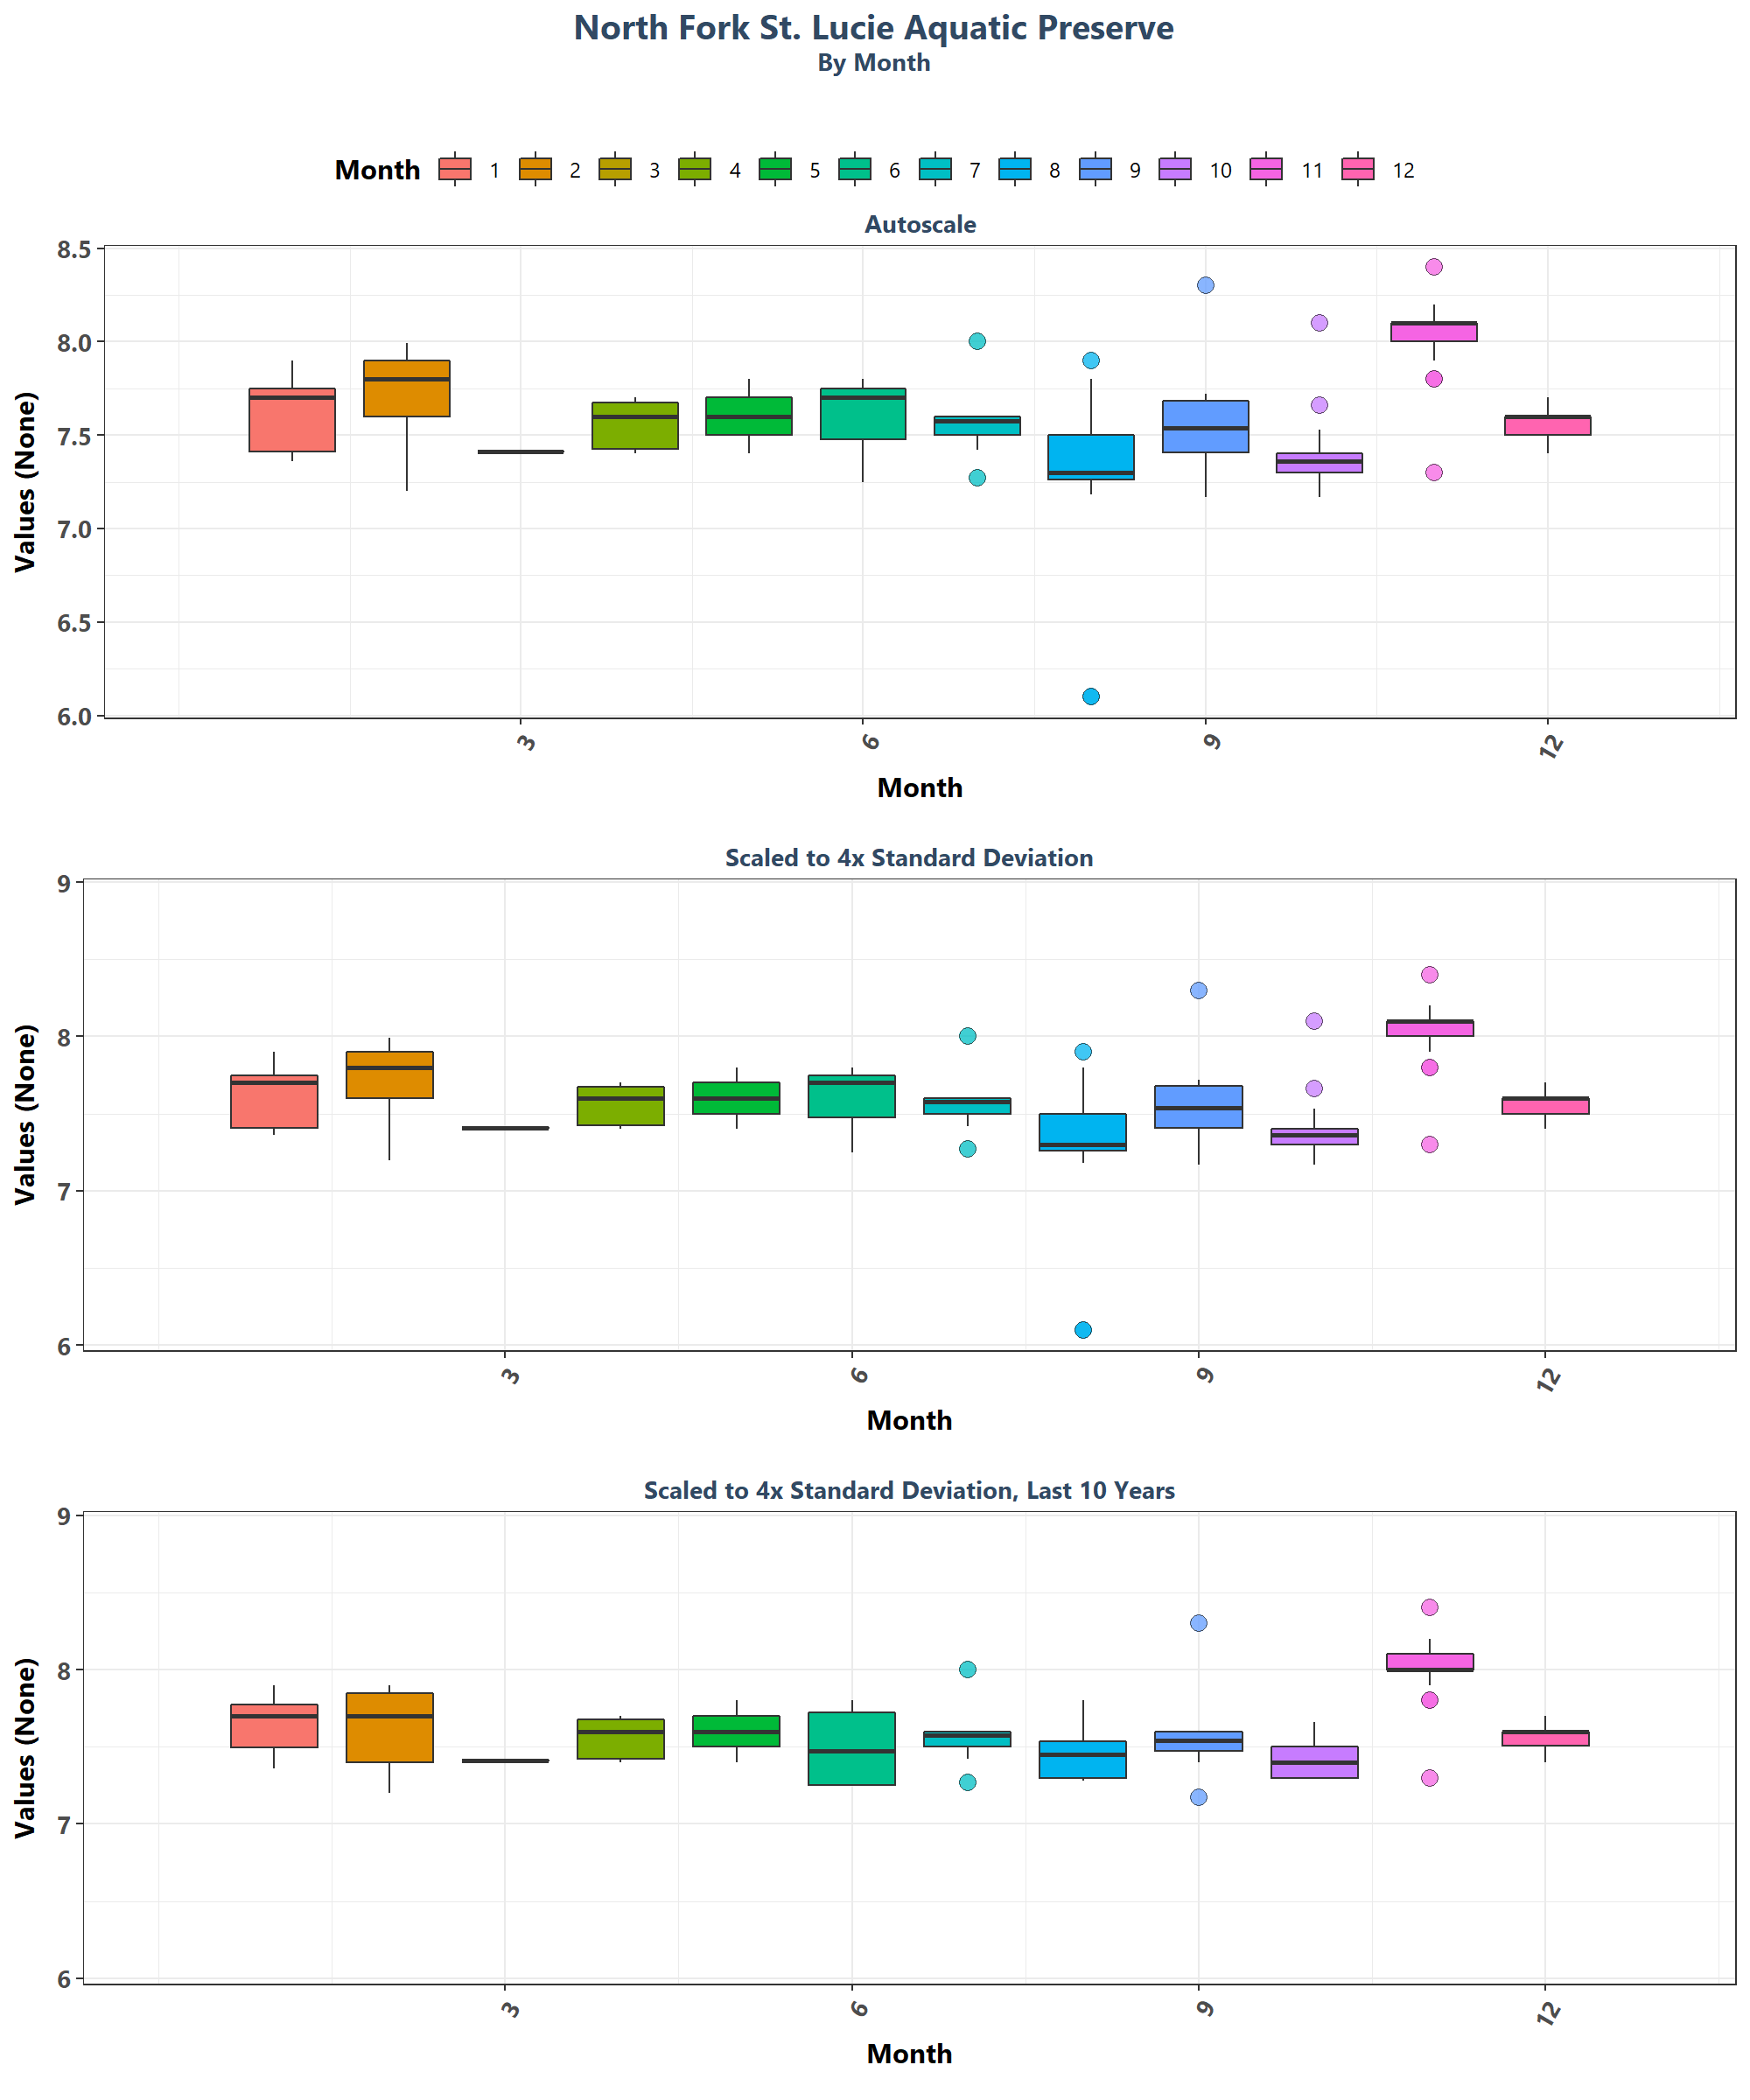 North Fork St. Lucie Aquatic Preserve
By Month
Month 1 2 3 4 5 6 7 8 9 10 11 12
Autoscale
Values (None)
8.5
8.0
7.5
7.0
6.5
6.0
3 6 9 12
Month
Scaled to 4x Standard Deviation
Values (None)
9
8
7
6
3 6 9 12
Month
Scaled to 4x Standard Deviation, Last 10 Years
Values (None)
9
8
7
6
3 6 9 12
Month